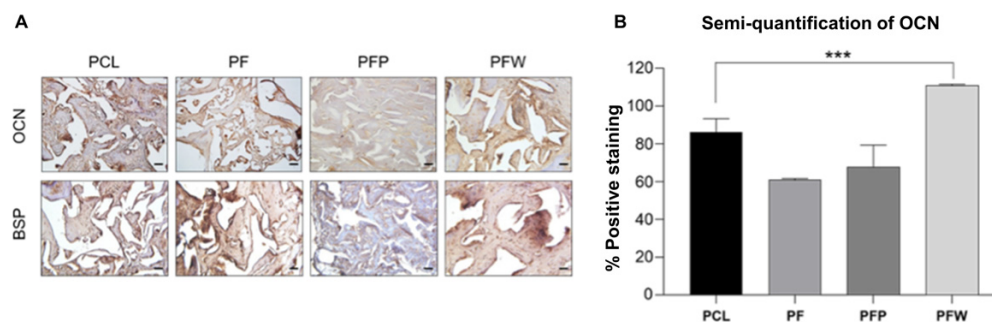 A
PCL PF PFP PFW
OCN
BSP
B
Semi-quantification of OCN
***
% Positive staining
120
100
80
60
40
20
0
PCL PF PFP PFW